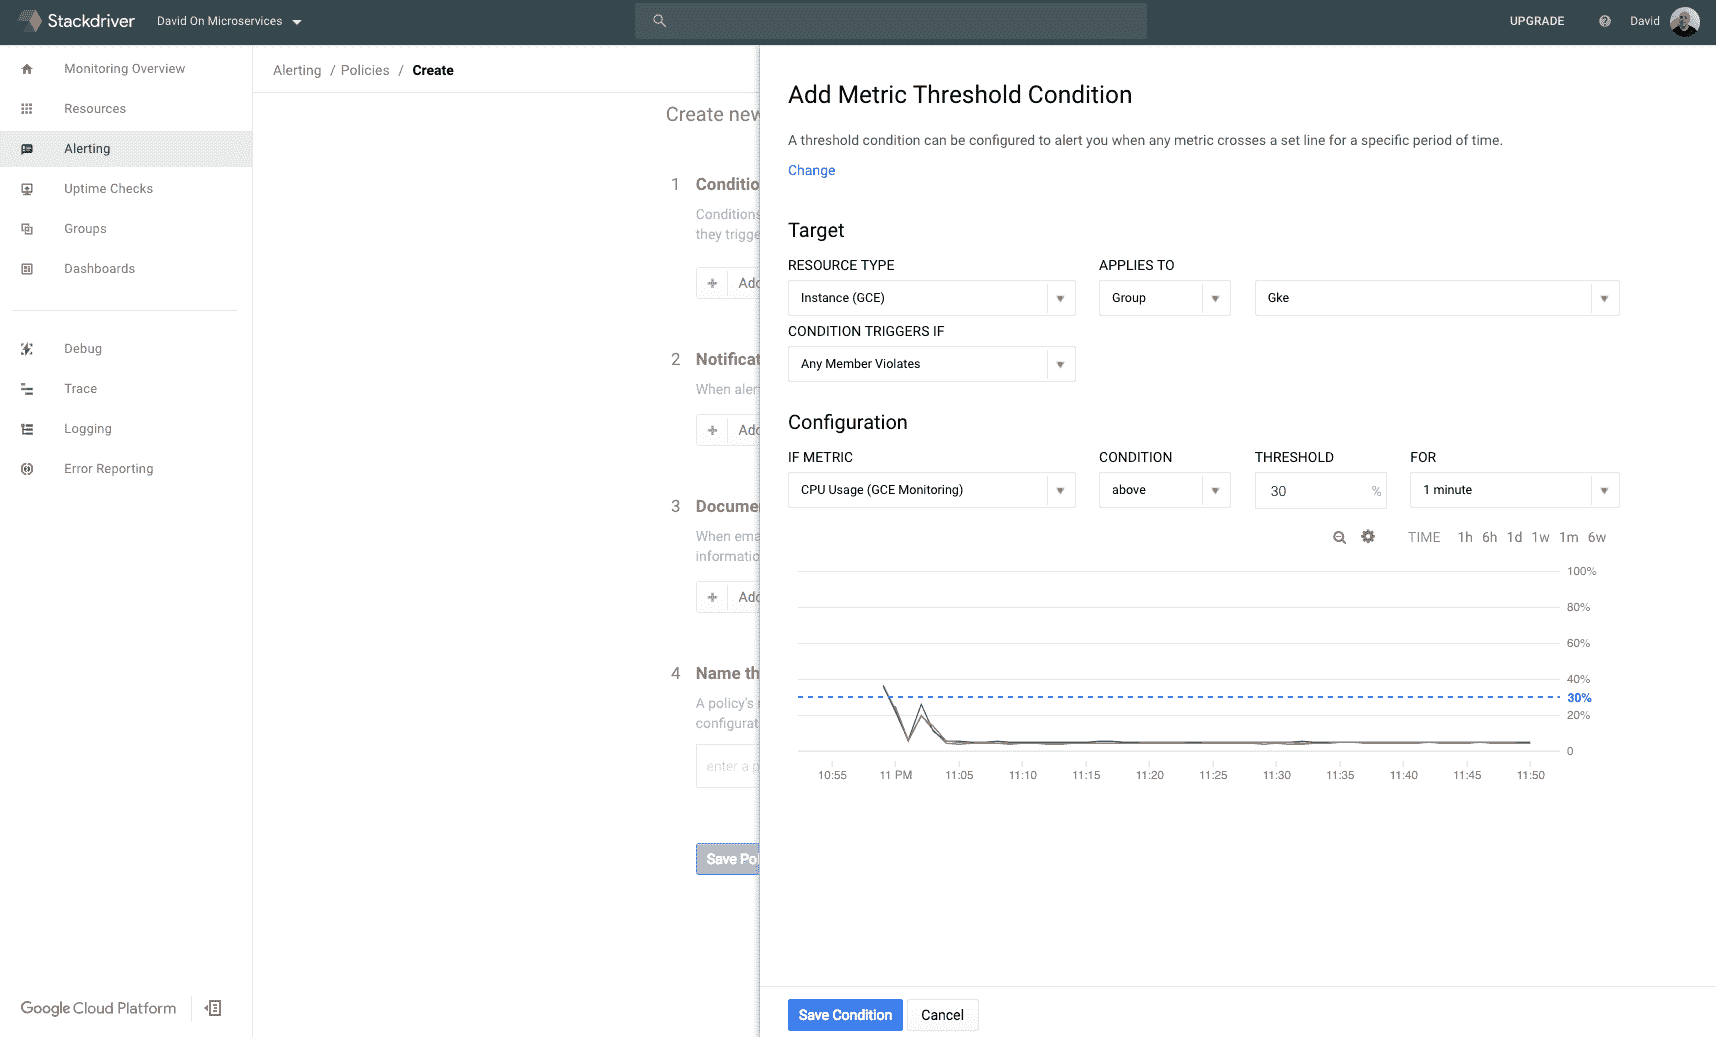 Stackdriver
David On Microservices
UPGRADE
David
Monitoring Overview
Resources
Alerting
Uptime Checks
Groups
Dashboards
Debug
Trace
Logging
Error Reporting
Google Cloud Platform
Alerting / Policies / Create
Create new
1 Conditio
Conditions
they trigge
+ Add
2 Notificat
When aler
+ Add
3 Docume
When ema
informatio
+ Add
4 Name th
A policy's
configurat
enter a p
Save Pol
Add Metric Threshold Condition
A threshold condition can be configured to alert you when any metric crosses a set line for a specific period of time.
Change
Target
RESOURCE TYPE APPLIES TO
Instance (GCE) Group Gke
CONDITION TRIGGERS IF
Any Member Violates
Configuration
IF METRIC CONDITION THRESHOLD FOR
CPU Usage (GCE Monitoring) above 30 % 1 minute
TIME 1h 6h 1d 1w 1m 6w
100%
80%
60%
40%
30%
20%
0
10:55 11 PM 11:05 11:10 11:15 11:20 11:25 11:30 11:35 11:40 11:45 11:50
Save Condition Cancel